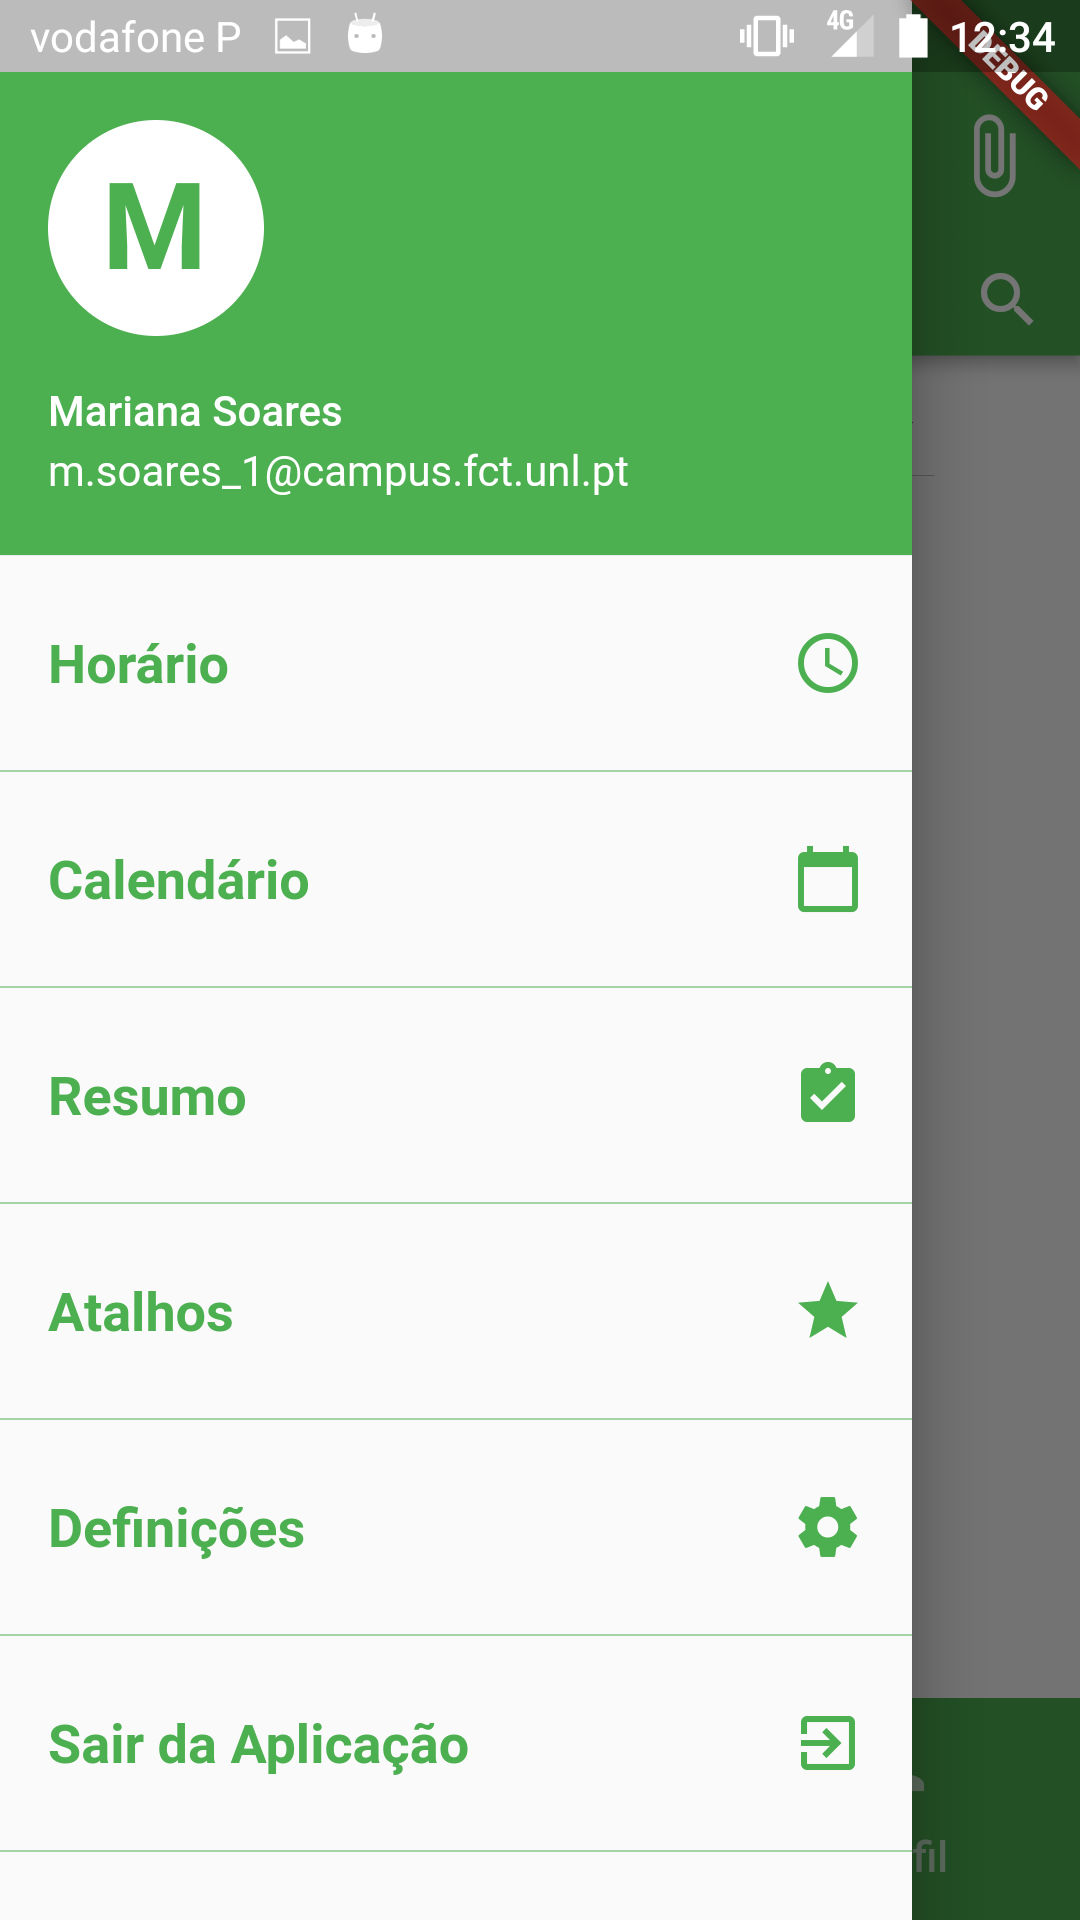 vodafone P
4G
12:34
DEBUG
M
Mariana Soares
m.soares_1@campus.fct.unl.pt
Horário
Calendário
Resumo
Atalhos
Definições
Sair da Aplicação
fil